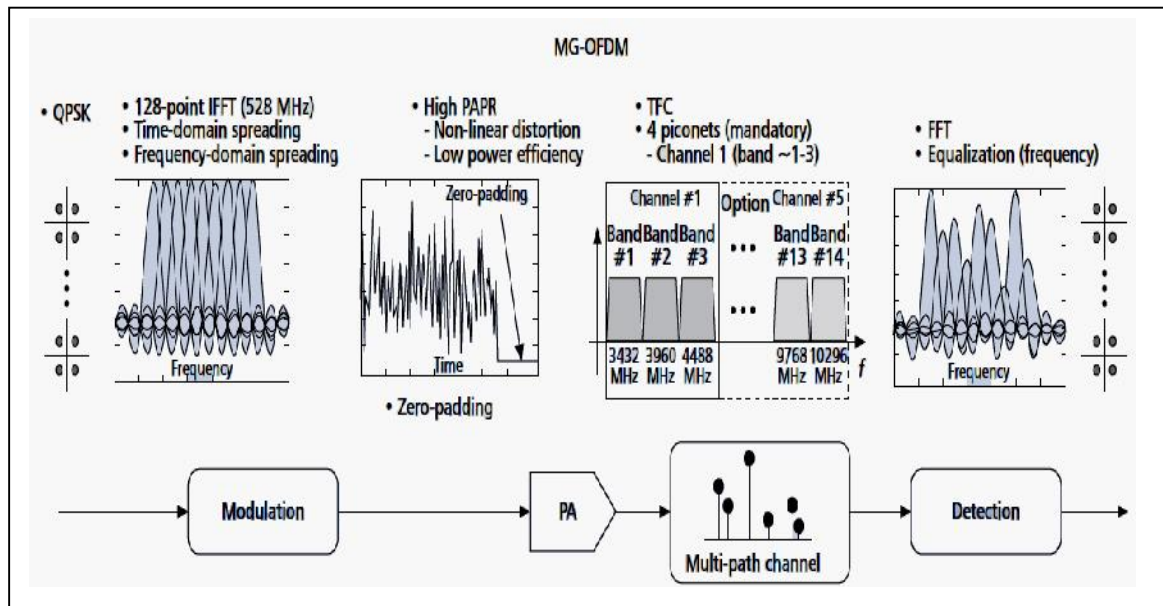 MG-OFDM
• QPSK
• 128-point IFFT (528 MHz)
• Time-domain spreading
• Frequency-domain spreading
Frequency
• High PAPR
- Non-linear distortion
- Low power efficiency
Zero-padding
Time
• Zero-padding
• TFC
• 4 piconets (mandatory)
- Channel 1 (band ~1-3)
Channel #1
Option
Channel #5
Band #1
Band #2
Band #3
Band #13
Band #14
3432 MHz
3960 MHz
4488 MHz
9768 MHz
10296 MHz
f
• FFT
• Equalization (frequency)
Frequency
Modulation
PA
Multi-path channel
Detection